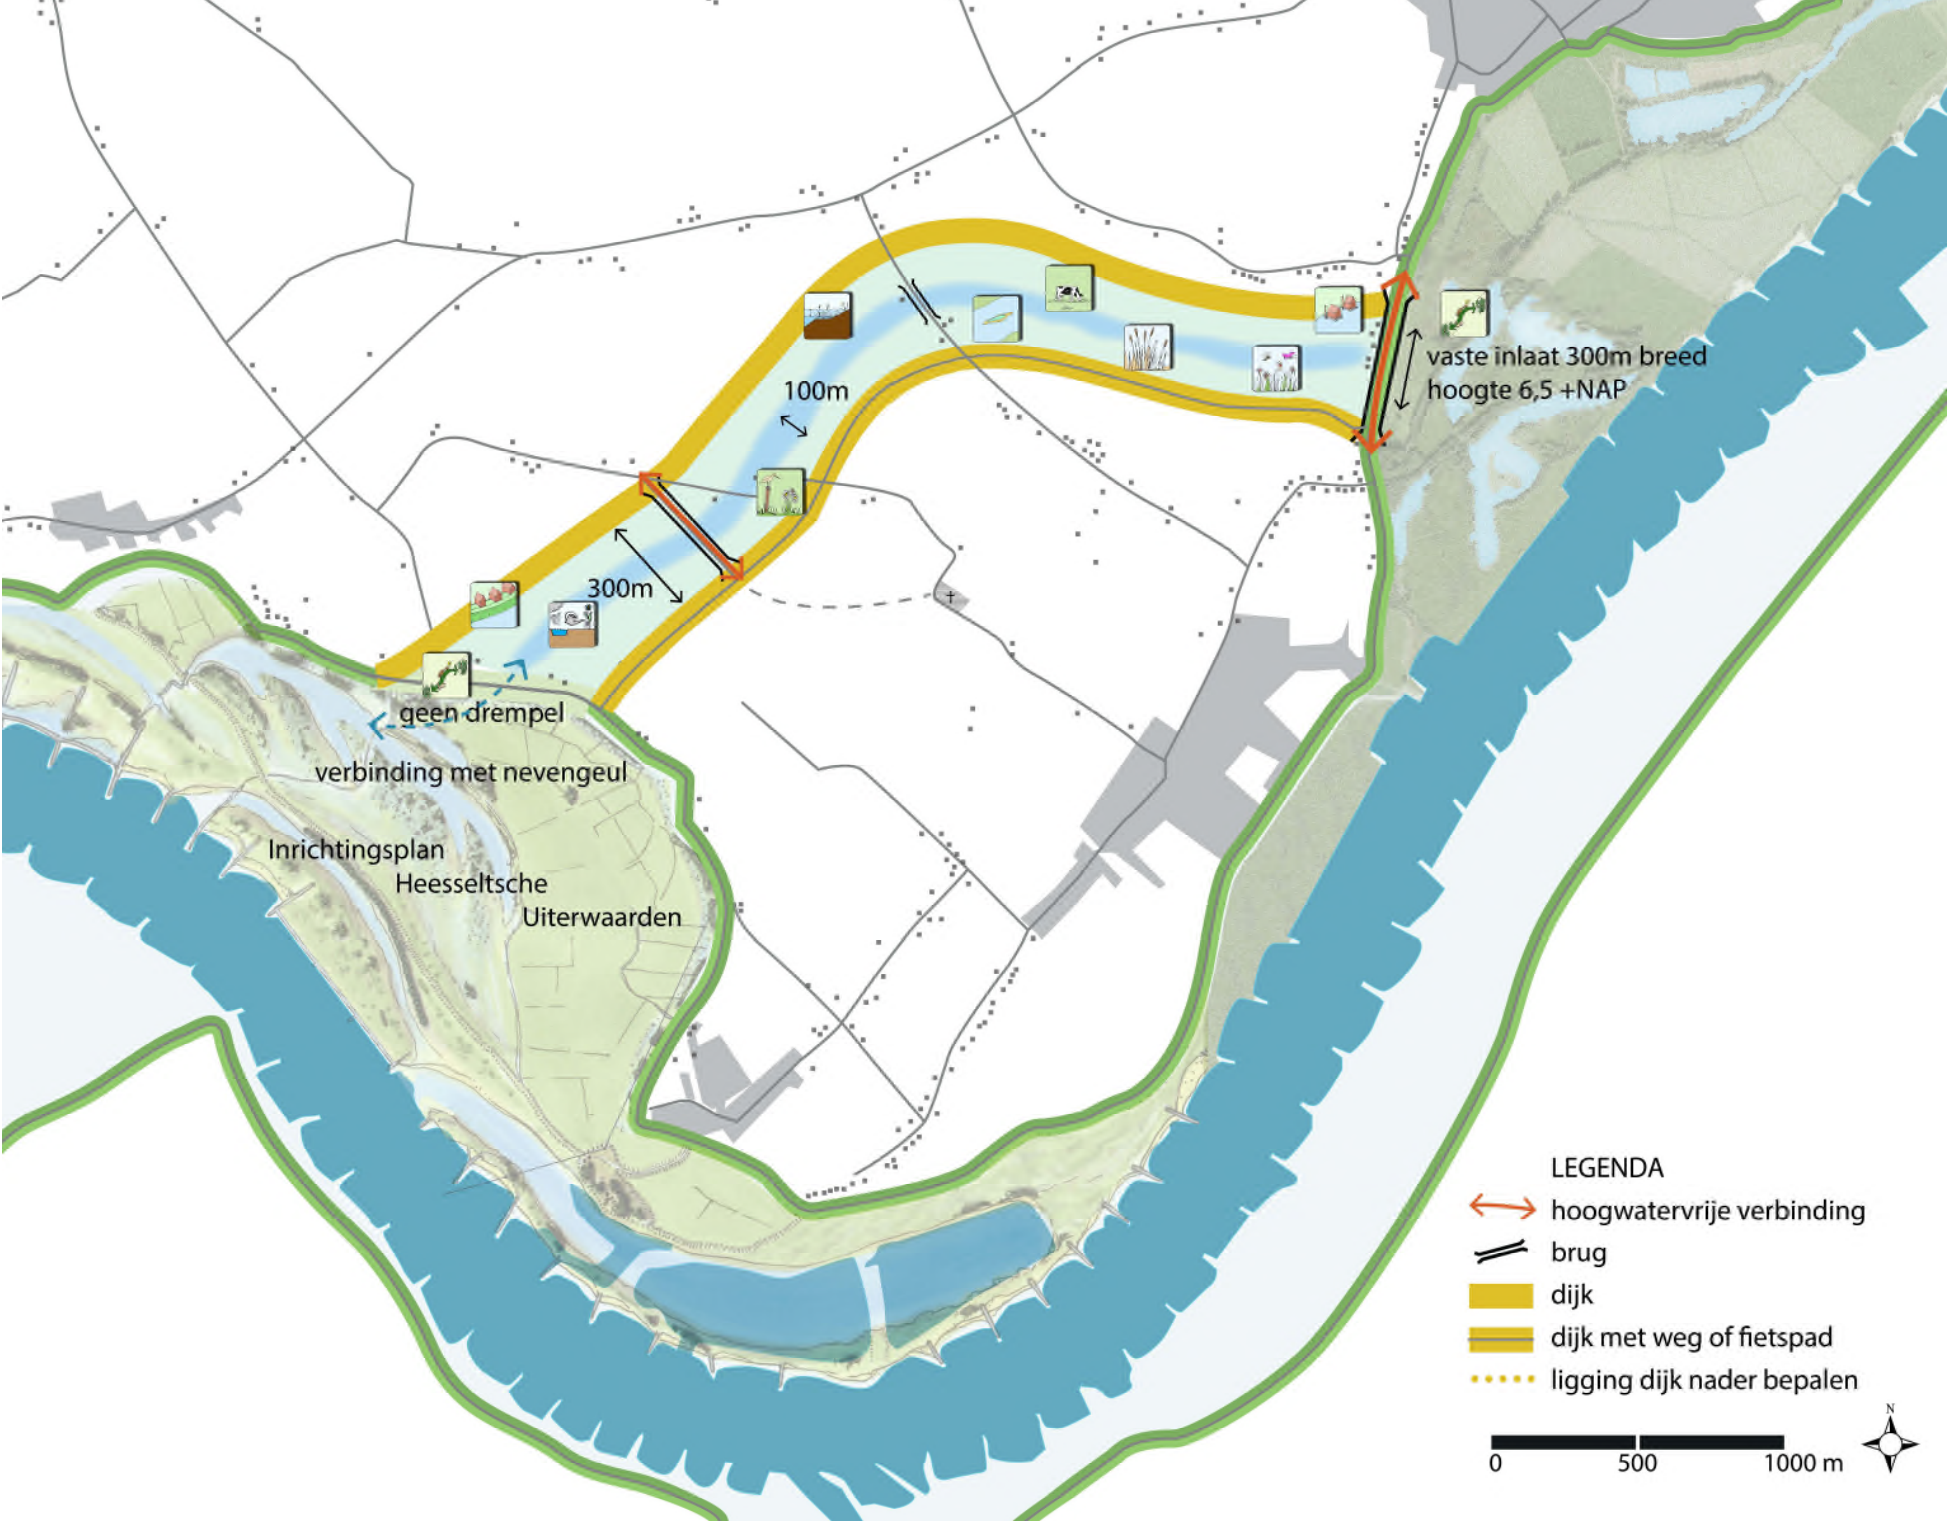 vaste inlaat 300m breed
hoogte 6,5 +NAP
100m
300m
geen drempel
verbinding met nevengeul
Inrichtingsplan
Heesseltsche
Uiterwaarden
LEGENDA
hoogwatervrije verbinding
brug
dijk
dijk met weg of fietspad
ligging dijk nader bepalen
N
0 500 1000 m